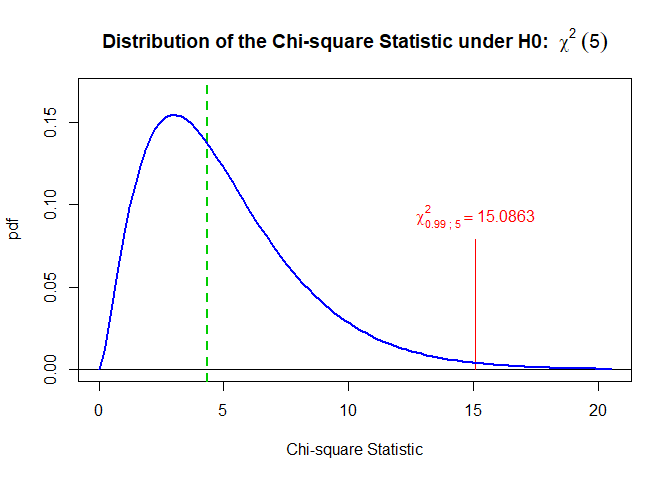 Distribution of the Chi-square Statistic under H0: χ² (5)
pdf
0.15
0.10
0.05
0.00
χ²0.99 ; 5 = 15.0863
0 5 10 15 20
Chi-square Statistic